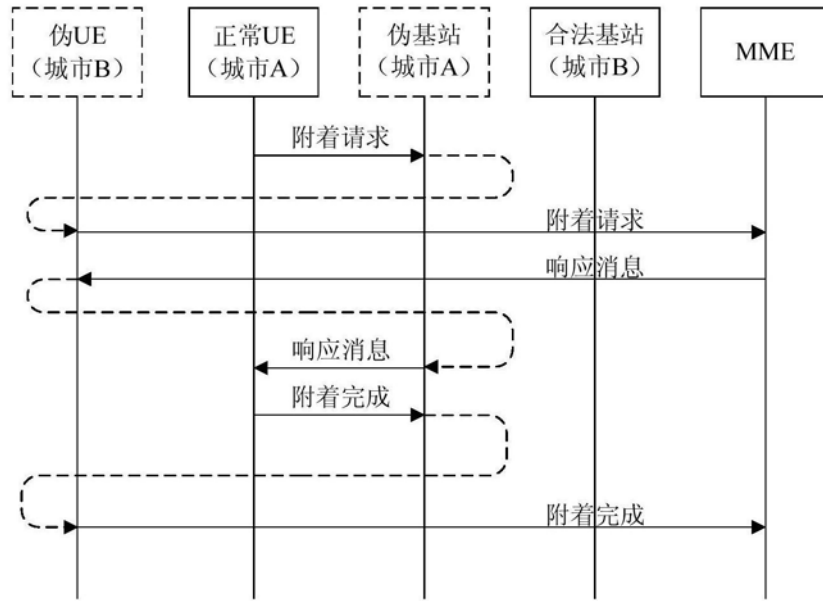 伪UE
（城市B）
正常UE
（城市A）
伪基站
（城市A）
合法基站
（城市B）
MME
附着请求
附着请求
响应消息
响应消息
附着完成
附着完成